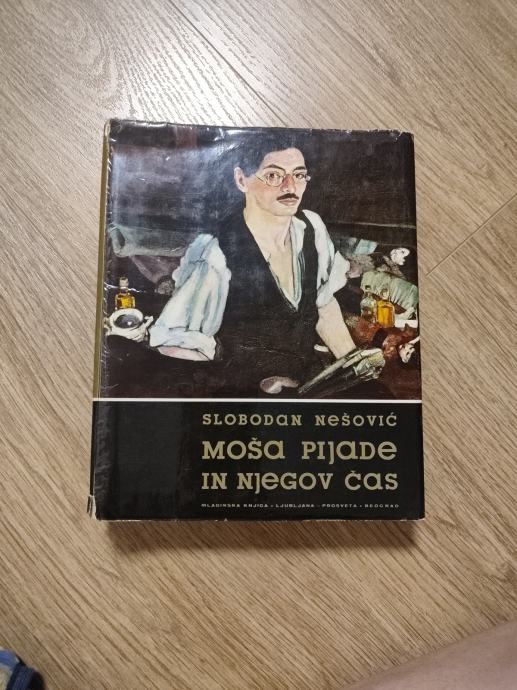 SLOBODAN NEŠOVIĆ
MOŠA PIJADE
IN NJEGOV ČAS
MLADINSKA KNJIGA • LJUBLJANA – PROSVETA • BEOGRAD